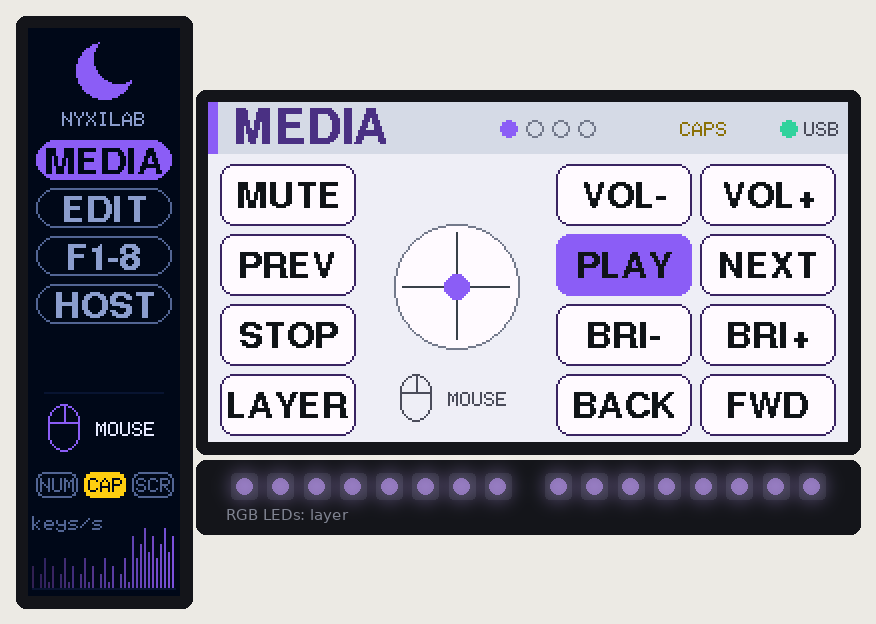 NYXILAB
MEDIA
EDIT
F1-8
HOST
MOUSE
NUM CAP SCR
keys/s
MEDIA CAPS USB
MUTE VOL- VOL+
PREV PLAY NEXT
STOP BRI- BRI+
LAYER MOUSE BACK FWD
RGB LEDs: layer